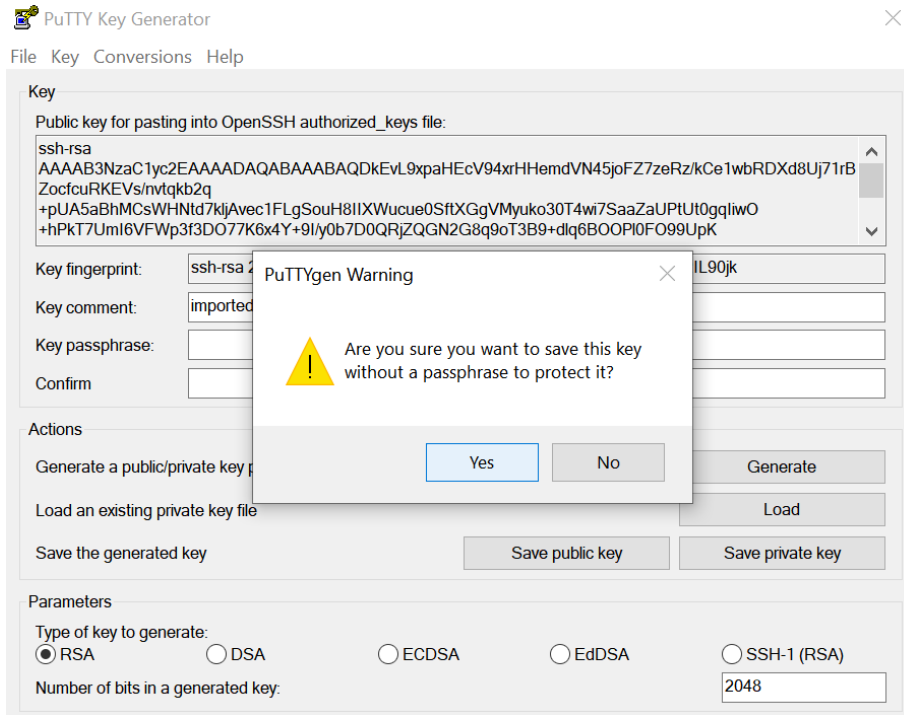 PuTTY Key Generator
File Key Conversions Help
Key
Public key for pasting into OpenSSH authorized_keys file:
ssh-rsa
AAAAB3NzaC1yc2EAAAADAQABAAABAQDkEvL9xpaHEcV94xrHHemdVN45joFZ7zeRz/kCe1wbRDXd8Uj71rB
ZocfcuRKEVs/nvtqkb2q
+pUA5aBhMCsWHNtd7kljAvec1FLgSouH8IIXWucue0SftXGgVMyuko30T4wi7SaaZaUPtUt0gqIiwO
+hPkT7UmI6VFWp3f3DO77K6x4Y+9I/y0b7D0QRjZQGN2G8q9oT3B9+dlq6BOOPl0FO99UpK
Key fingerprint: ssh-rsa 2 IL90jk
Key comment: imported
Key passphrase:
Confirm
PuTTYgen Warning
Are you sure you want to save this key
without a passphrase to protect it?
Yes No
Actions
Generate a public/private key p Generate
Load an existing private key file Load
Save the generated key Save public key Save private key
Parameters
Type of key to generate:
RSA DSA ECDSA EdDSA SSH-1 (RSA)
Number of bits in a generated key: 2048